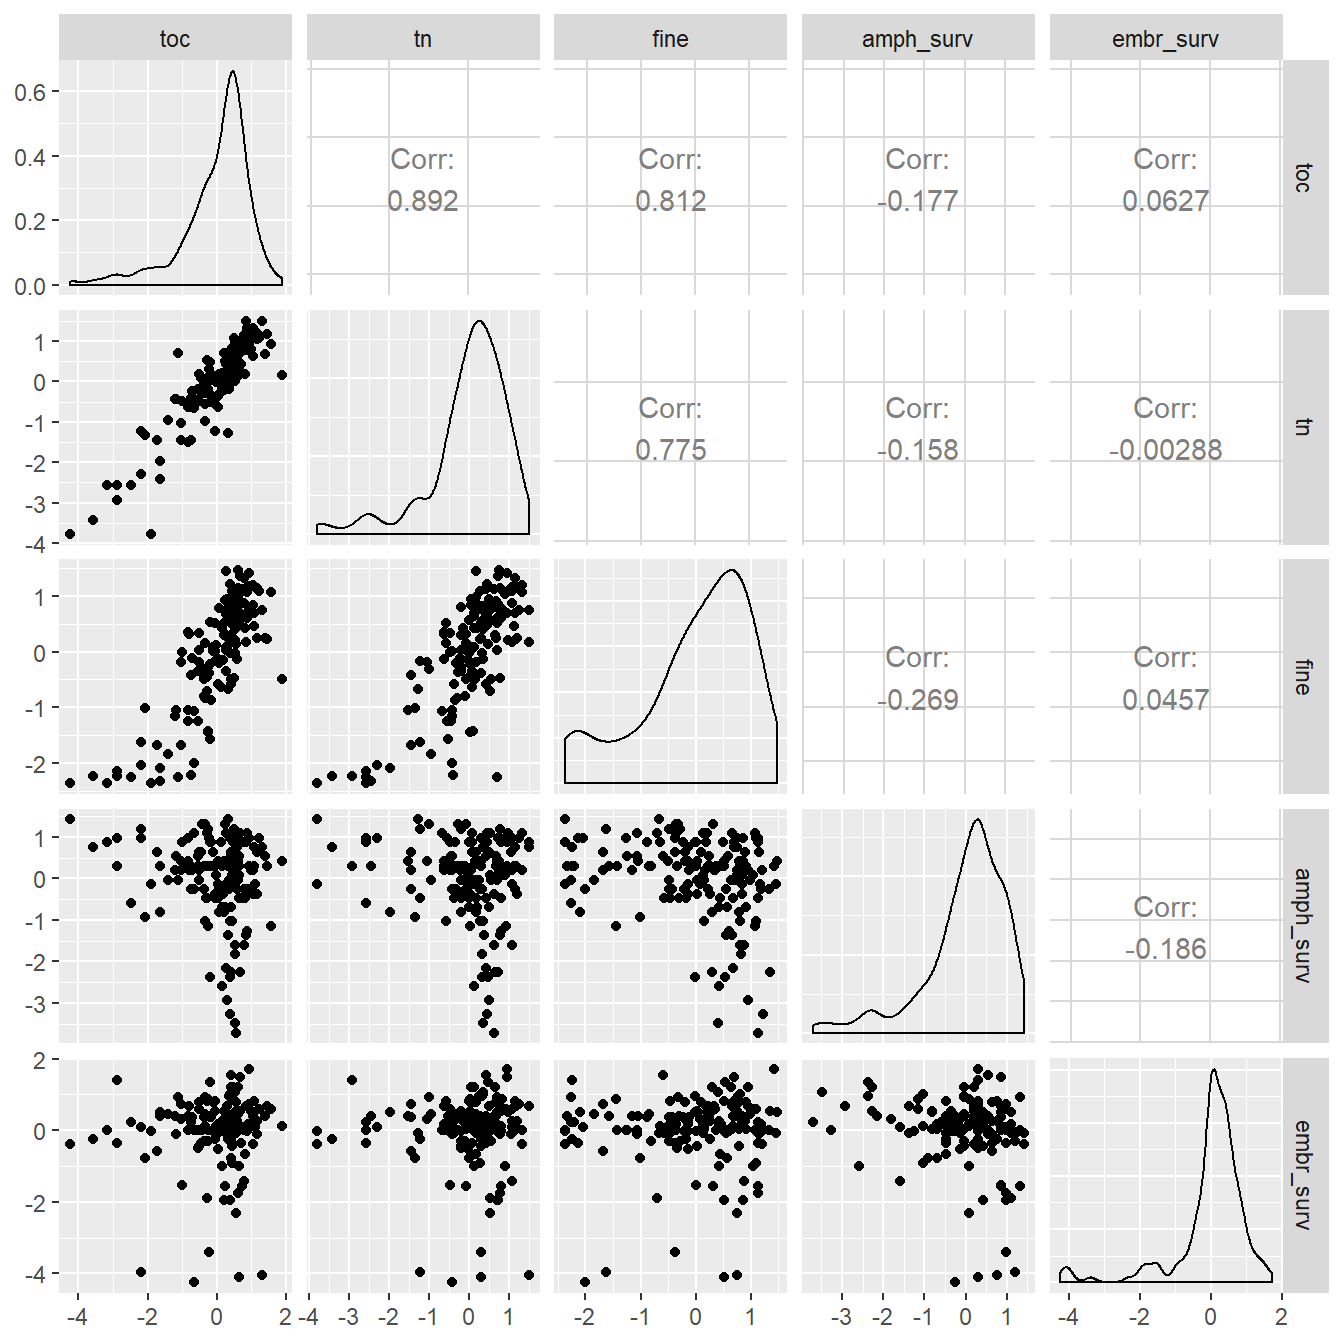 toc tn fine amph_surv embr_surv
0.6
0.4
0.2
0.0
Corr:
0.892
Corr:
0.812
Corr:
-0.177
Corr:
0.0627
toc
1
0
-1
-2
-3
-4
Corr:
0.775
Corr:
-0.158
Corr:
-0.00288
tn
1
0
-1
-2
Corr:
-0.269
Corr:
0.0457
fine
1
0
-1
-2
-3
Corr:
-0.186
amph_surv
2
0
-2
-4
embr_surv
-4 -2 0 2 -4 -3 -2 -1 0 1 -2 -1 0 1 -3 -2 -1 0 1 -4 -2 0 2